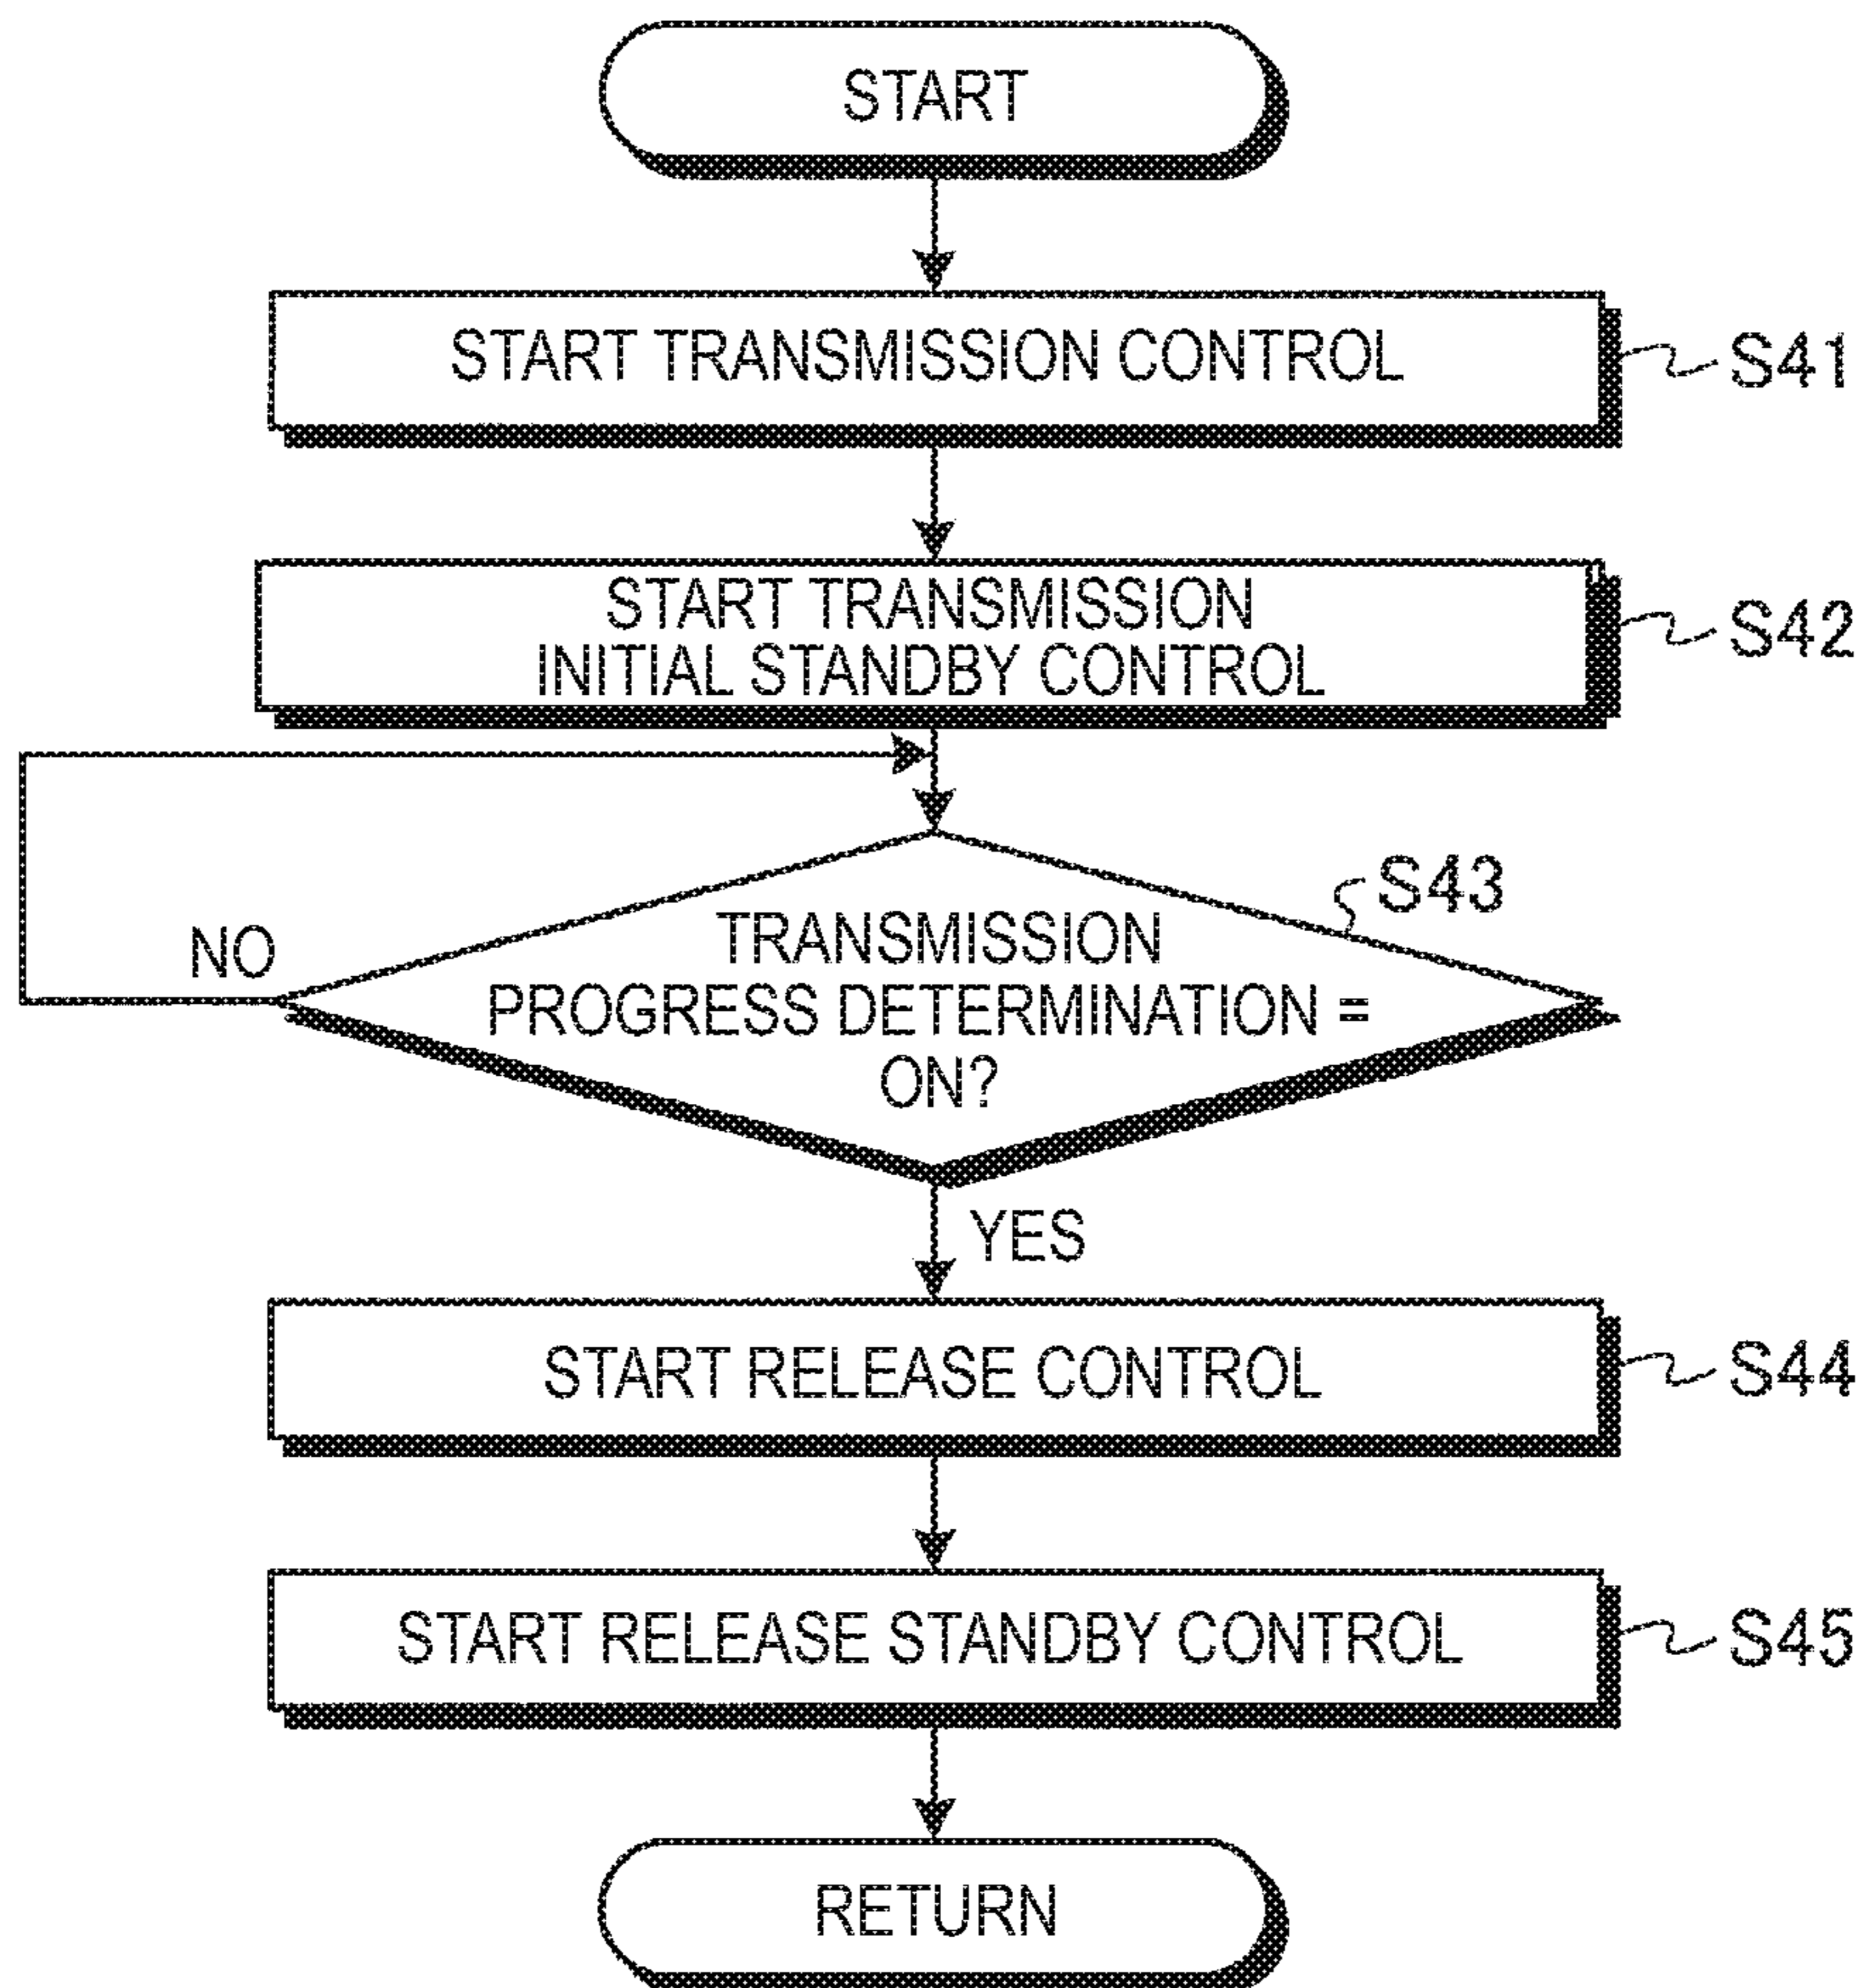 START
START TRANSMISSION CONTROL
S41
START TRANSMISSION
INITIAL STANDBY CONTROL
S42
S43
NO
TRANSMISSION
PROGRESS DETERMINATION =
ON?
YES
START RELEASE CONTROL
S44
START RELEASE STANDBY CONTROL
S45
RETURN